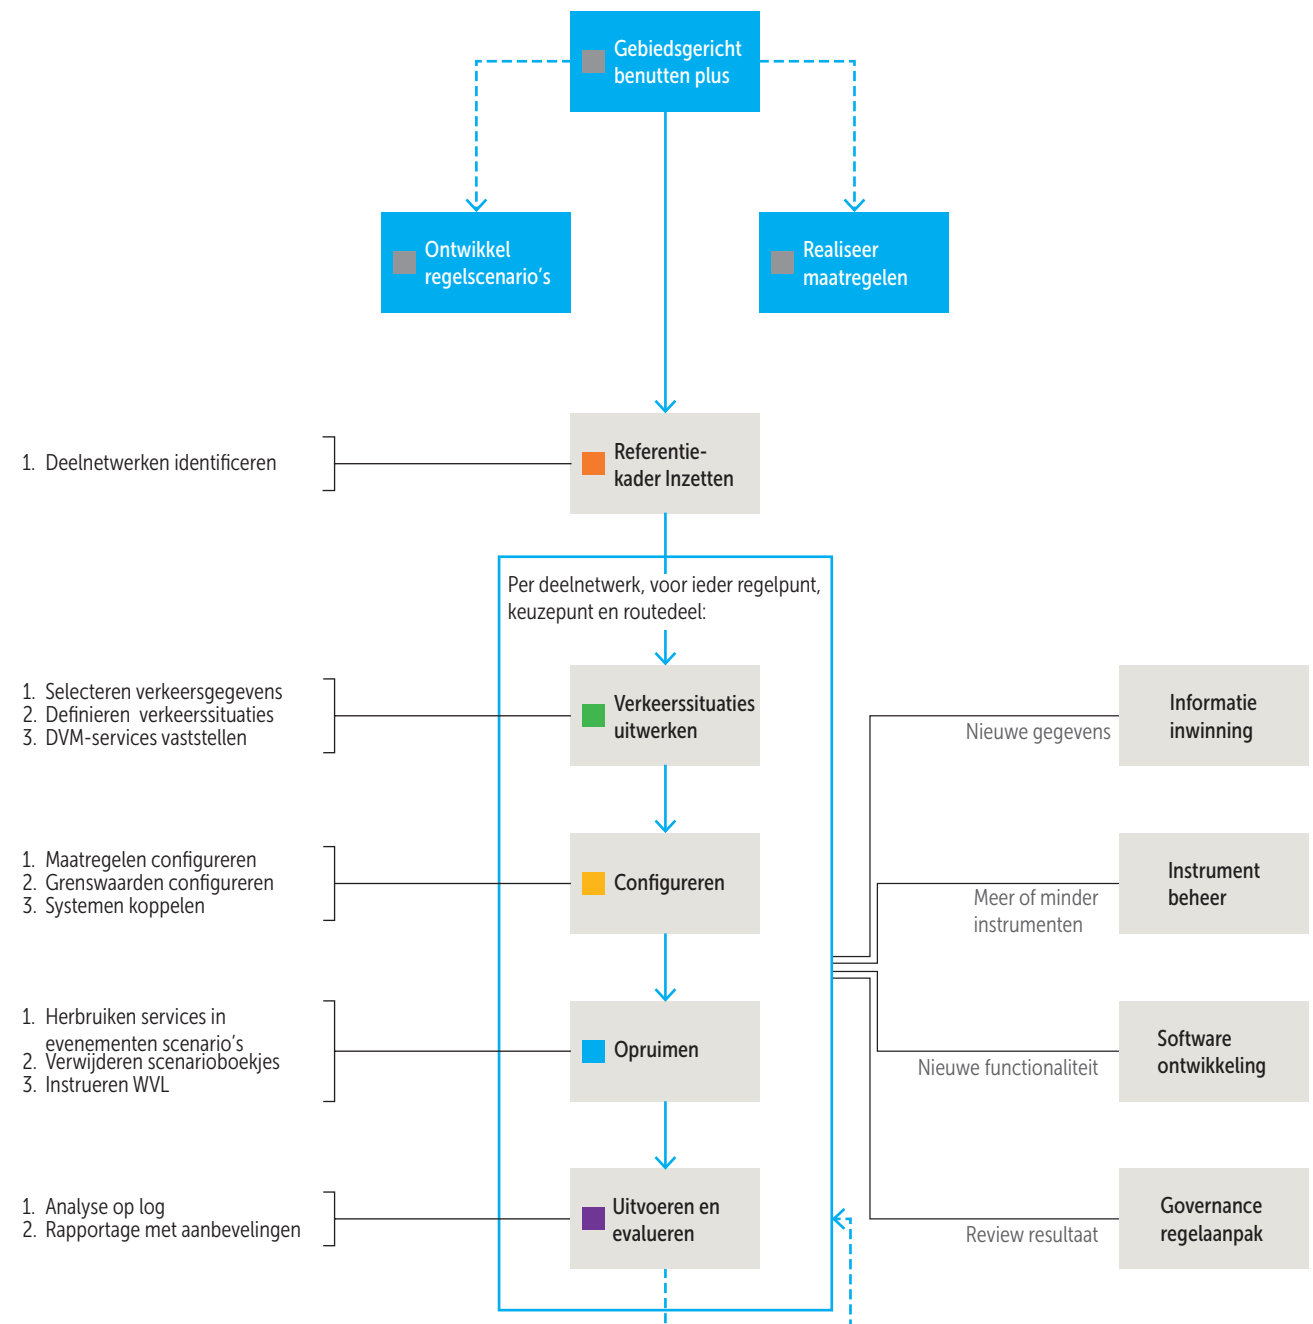 Gebiedsgericht
benutten plus
Ontwikkel
regelscenario's
Realiseer
maatregelen
1. Deelnetwerken identificeren
Referentie-
kader Inzetten
Per deelnetwerk, voor ieder regelpunt,
keuzepunt en routedeel:
1. Selecteren verkeersgegevens
2. Definieren verkeerssituaties
3. DVM-services vaststellen
Verkeerssituaties
uitwerken
Nieuwe gegevens
Informatie
inwinning
1. Maatregelen configureren
2. Grenswaarden configureren
3. Systemen koppelen
Configureren
Meer of minder
instrumenten
Instrument
beheer
1. Herbruiken services in
evenementen scenario's
2. Verwijderen scenarioboekjes
3. Instrueren WVL
Opruimen
Nieuwe functionaliteit
Software
ontwikkeling
1. Analyse op log
2. Rapportage met aanbevelingen
Uitvoeren en
evalueren
Review resultaat
Governance
regelaanpak